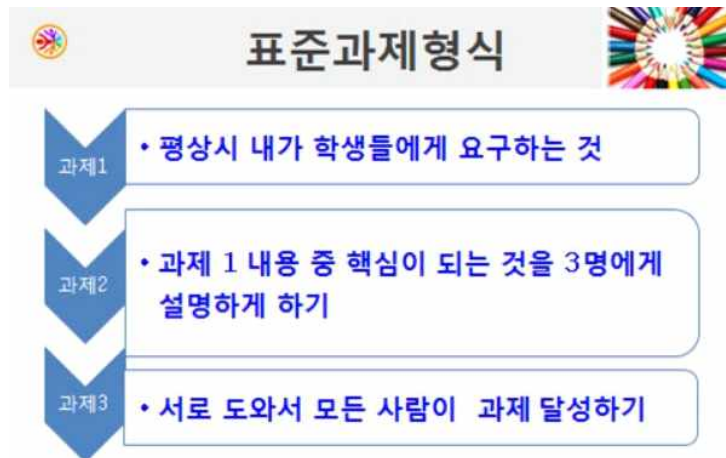 표준과제형식
과제1
• 평상시 내가 학생들에게 요구하는 것
과제2
• 과제 1 내용 중 핵심이 되는 것을 3명에게
설명하게 하기
과제3
• 서로 도와서 모든 사람이 과제 달성하기